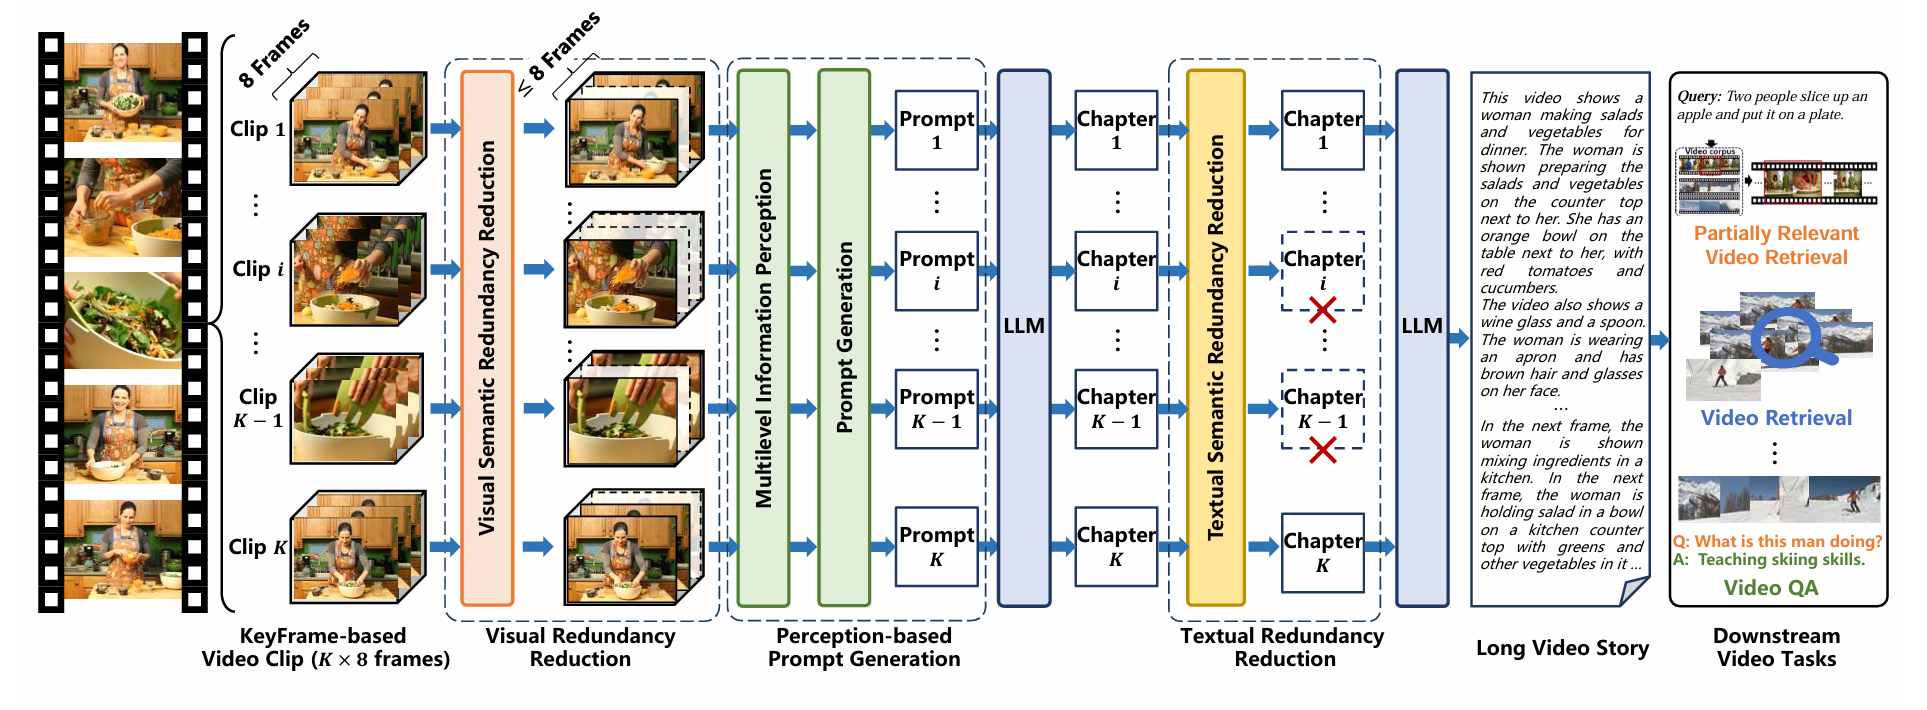 8 Frames
≤ 8 Frames
Clip 1
Clip i
Clip
K − 1
Clip K
Visual Semantic Redundancy Reduction
Multilevel Information Perception
Prompt Generation
Prompt
1
Prompt
i
Prompt
K − 1
Prompt
K
LLM
Chapter
1
Chapter
i
Chapter
K − 1
Chapter
K
Textual Semantic Redundancy Reduction
Chapter
1
Chapter
i
Chapter
K − 1
Chapter
K
LLM
This video shows a
woman making salads
and vegetables for
dinner. The woman is
shown preparing the
salads and vegetables
on the counter top
next to her. She has an
orange bowl on the
table next to her, with
red tomatoes and
cucumbers.
The video also shows a
wine glass and a spoon.
The woman is wearing
an apron and has
brown hair and glasses
on her face.
...
In the next frame, the
woman is shown
mixing ingredients in a
kitchen. In the next
frame, the woman is
holding salad in a bowl
on a kitchen counter
top with greens and
other vegetables in it ...
Query: Two people slice up an
apple and put it on a plate.
Video corpus
Partially Relevant
Video Retrieval
Video Retrieval
Q: What is this man doing?
A: Teaching skiing skills.
Video QA
KeyFrame-based
Video Clip (K × 8 frames)
Visual Redundancy
Reduction
Perception-based
Prompt Generation
Textual Redundancy
Reduction
Long Video Story
Downstream
Video Tasks